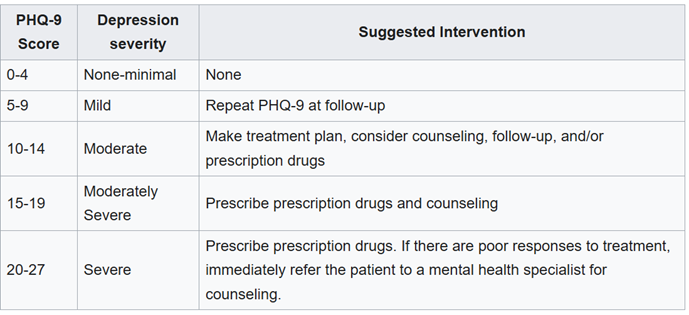 PHQ-9 Score
Depression severity
Suggested Intervention
0-4
None-minimal
None
5-9
Mild
Repeat PHQ-9 at follow-up
10-14
Moderate
Make treatment plan, consider counseling, follow-up, and/or
prescription drugs
15-19
Moderately
Severe
Prescribe prescription drugs and counseling
20-27
Severe
Prescribe prescription drugs. If there are poor responses to treatment,
immediately refer the patient to a mental health specialist for
counseling.